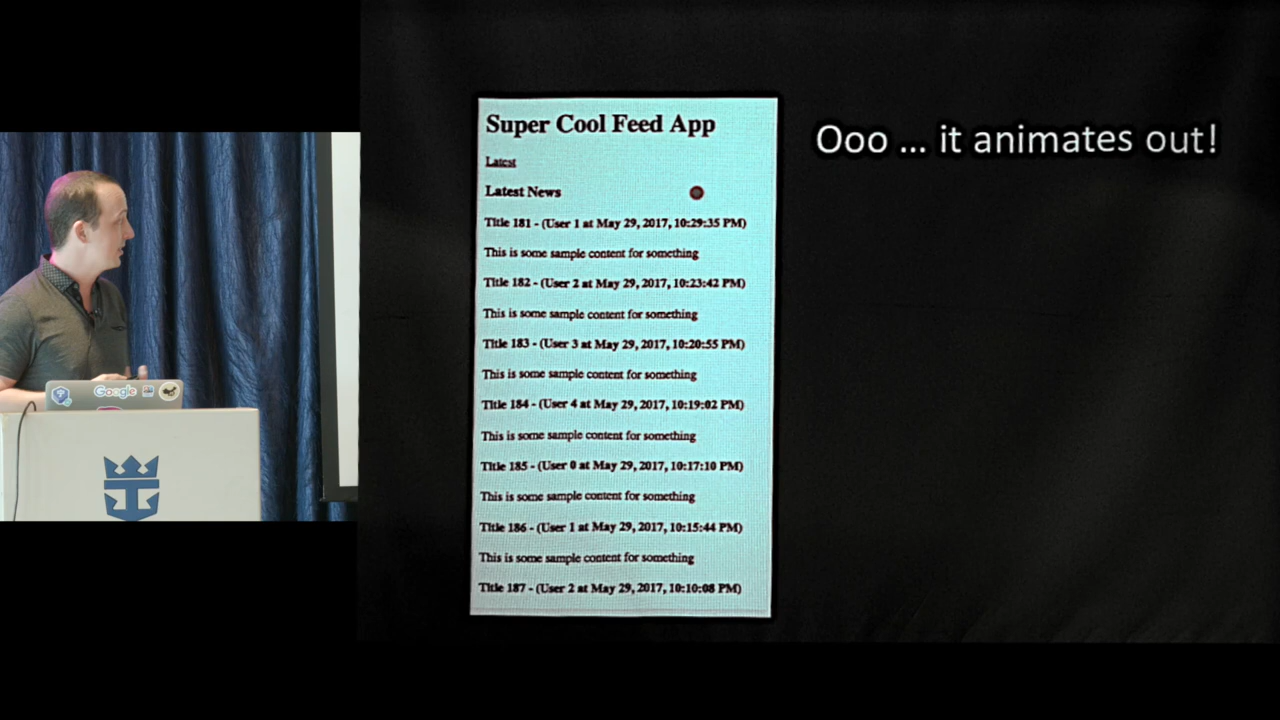 Super Cool Feed App
Latest
Latest News
Title 181 - (User 1 at May 29, 2017, 10:29:35 PM)
This is some sample content for something
Title 182 - (User 2 at May 29, 2017, 10:23:42 PM)
This is some sample content for something
Title 183 - (User 3 at May 29, 2017, 10:20:55 PM)
This is some sample content for something
Title 184 - (User 4 at May 29, 2017, 10:19:02 PM)
This is some sample content for something
Title 185 - (User 0 at May 29, 2017, 10:17:10 PM)
This is some sample content for something
Title 186 - (User 1 at May 29, 2017, 10:15:44 PM)
This is some sample content for something
Title 187 - (User 2 at May 29, 2017, 10:10:08 PM)
Ooo ... it animates out!
Google